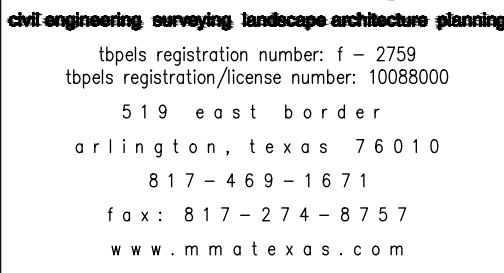 civil engineering surveying landscape architecture planning
tbpels registration number: f - 2759
tbpels registration/license number: 10088000
519 east border
arlington, texas 76010
817-469-1671
fax: 817-274-8757
www.mmatexas.com